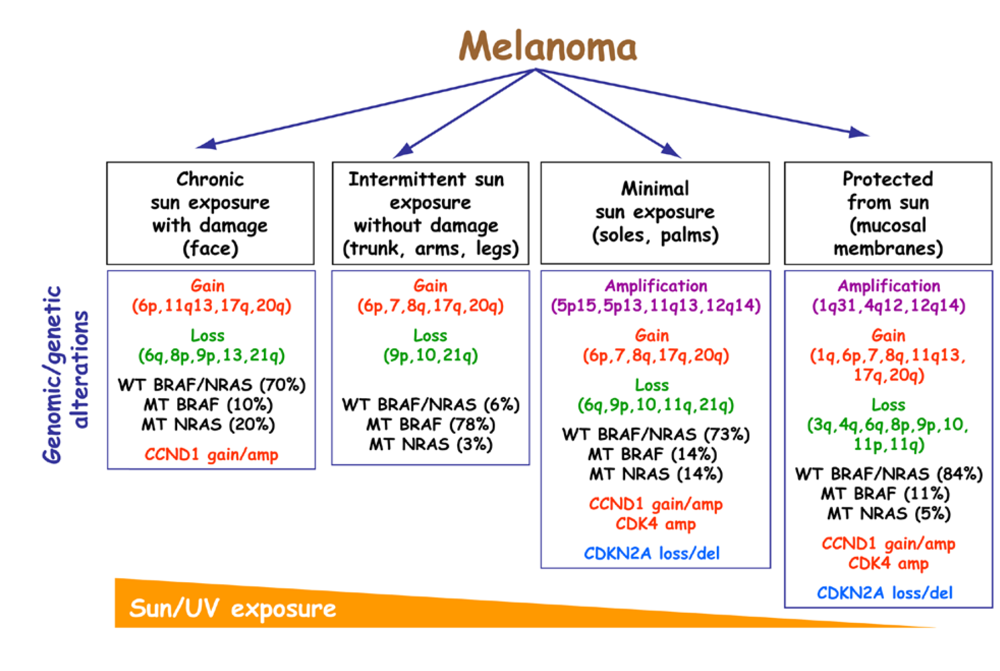 Melanoma
Chronic
sun exposure
with damage
(face)
Intermittent sun
exposure
without damage
(trunk, arms, legs)
Minimal
sun exposure
(soles, palms)
Protected
from sun
(mucosal
membranes)
Genomic/genetic
alterations
Gain
(6p,11q13,17q,20q)
Loss
(6q,8p,9p,13,21q)
WT BRAF/NRAS (70%)
MT BRAF (10%)
MT NRAS (20%)
CCND1 gain/amp
Gain
(6p,7,8q,17q,20q)
Loss
(9p,10,21q)
WT BRAF/NRAS (6%)
MT BRAF (78%)
MT NRAS (3%)
Amplification
(5p15,5p13,11q13,12q14)
Gain
(6p,7,8q,17q,20q)
Loss
(6q,9p,10,11q,21q)
WT BRAF/NRAS (73%)
MT BRAF (14%)
MT NRAS (14%)
CCND1 gain/amp
CDK4 amp
CDKN2A loss/del
Amplification
(1q31,4q12,12q14)
Gain
(1q,6p,7,8q,11q13,
17q,20q)
Loss
(3q,4q,6q,8p,9p,10,
11p,11q)
WT BRAF/NRAS (84%)
MT BRAF (11%)
MT NRAS (5%)
CCND1 gain/amp
CDK4 amp
CDKN2A loss/del
Sun/UV exposure